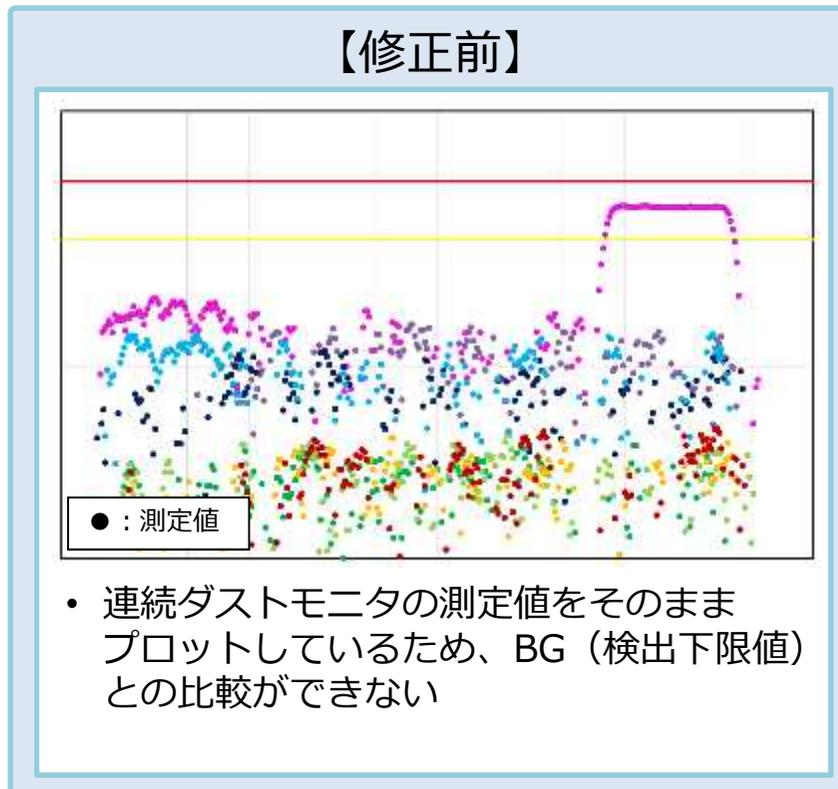 【修正前】
●：測定値
• 連続ダストモニタの測定値をそのまま
プロットしているため、BG（検出下限値）
との比較ができない